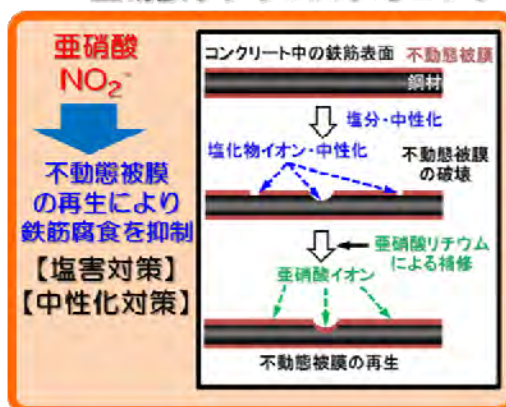 亜硝酸
NO₂⁻
不動態被膜
の再生により
鉄筋腐食を抑制
【塩害対策】
【中性化対策】
コンクリート中の鉄筋表面 不動態被膜
鋼材
塩分・中性化
塩化物イオン・中性化
不動態被膜
の破壊
亜硝酸リチウム
による補修
亜硝酸イオン
不動態被膜の再生